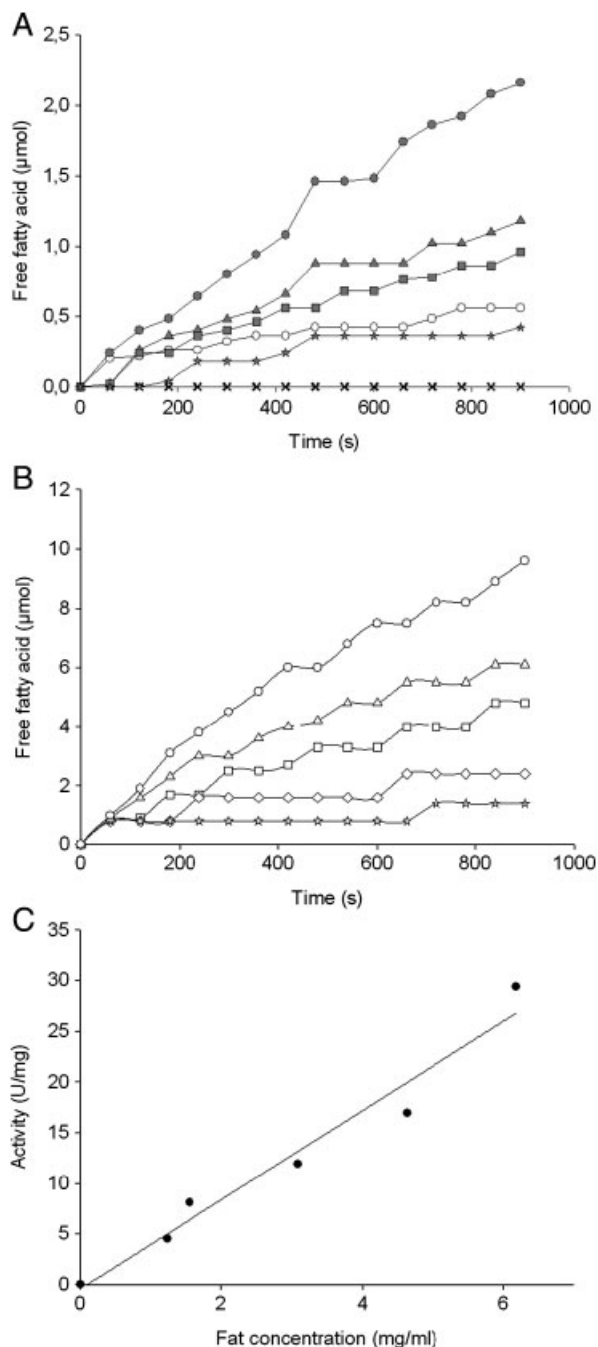 A
2,5
2,0
1,5
1,0
0,5
0,0
Free fatty acid (µmol)
0 200 400 600 800 1000
Time (s)
B
12
10
8
6
4
2
0
Free fatty acid (µmol)
0 200 400 600 800 1000
Time (s)
C
35
30
25
20
15
10
5
0
Activity (U/mg)
0 2 4 6
Fat concentration (mg/ml)